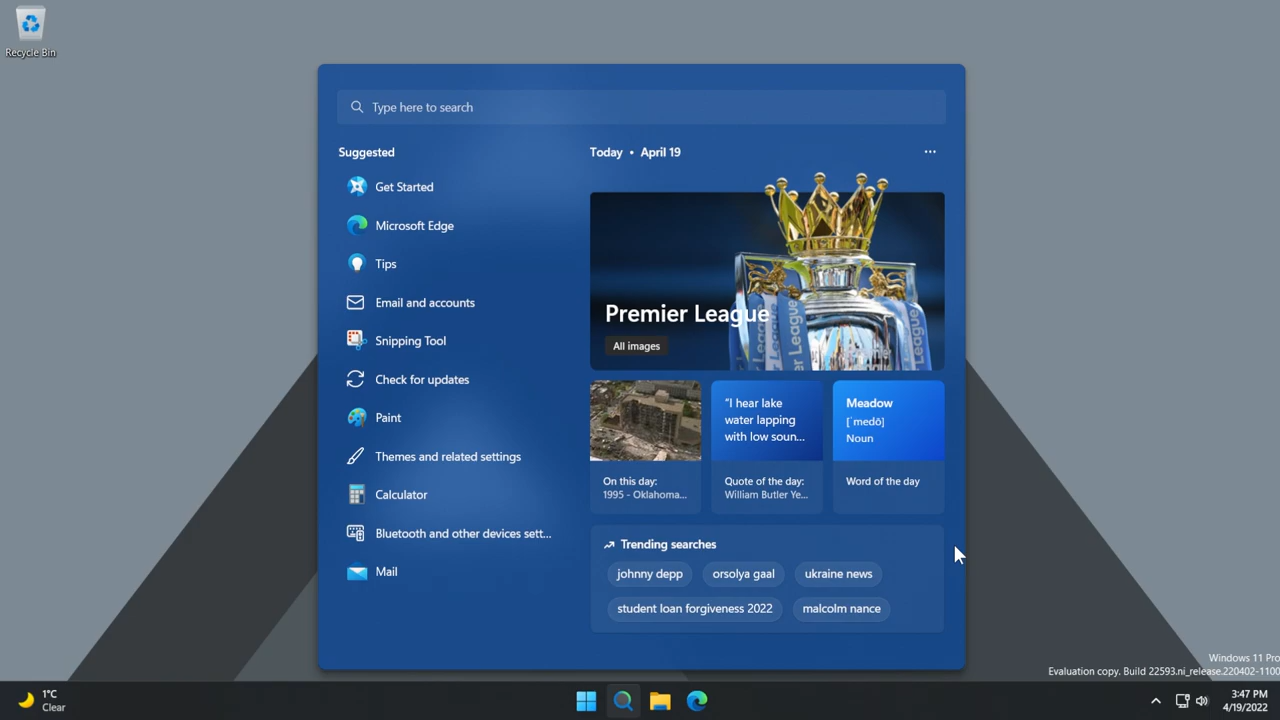 Recycle Bin
Type here to search
Suggested
Get Started
Microsoft Edge
Tips
Email and accounts
Snipping Tool
Check for updates
Paint
Themes and related settings
Calculator
Bluetooth and other devices sett...
Mail
Today • April 19
Premier League
All images
"I hear lake
water lapping
with low soun...
Meadow
[ˈmedō]
Noun
On this day:
1995 - Oklahoma...
Quote of the day:
William Butler Ye...
Word of the day
Trending searches
johnny depp
orsolya gaal
ukraine news
student loan forgiveness 2022
malcolm nance
Windows 11 Pro
Evaluation copy. Build 22593.ni_release.220402-1100
1°C
Clear
3:47 PM
4/19/2022